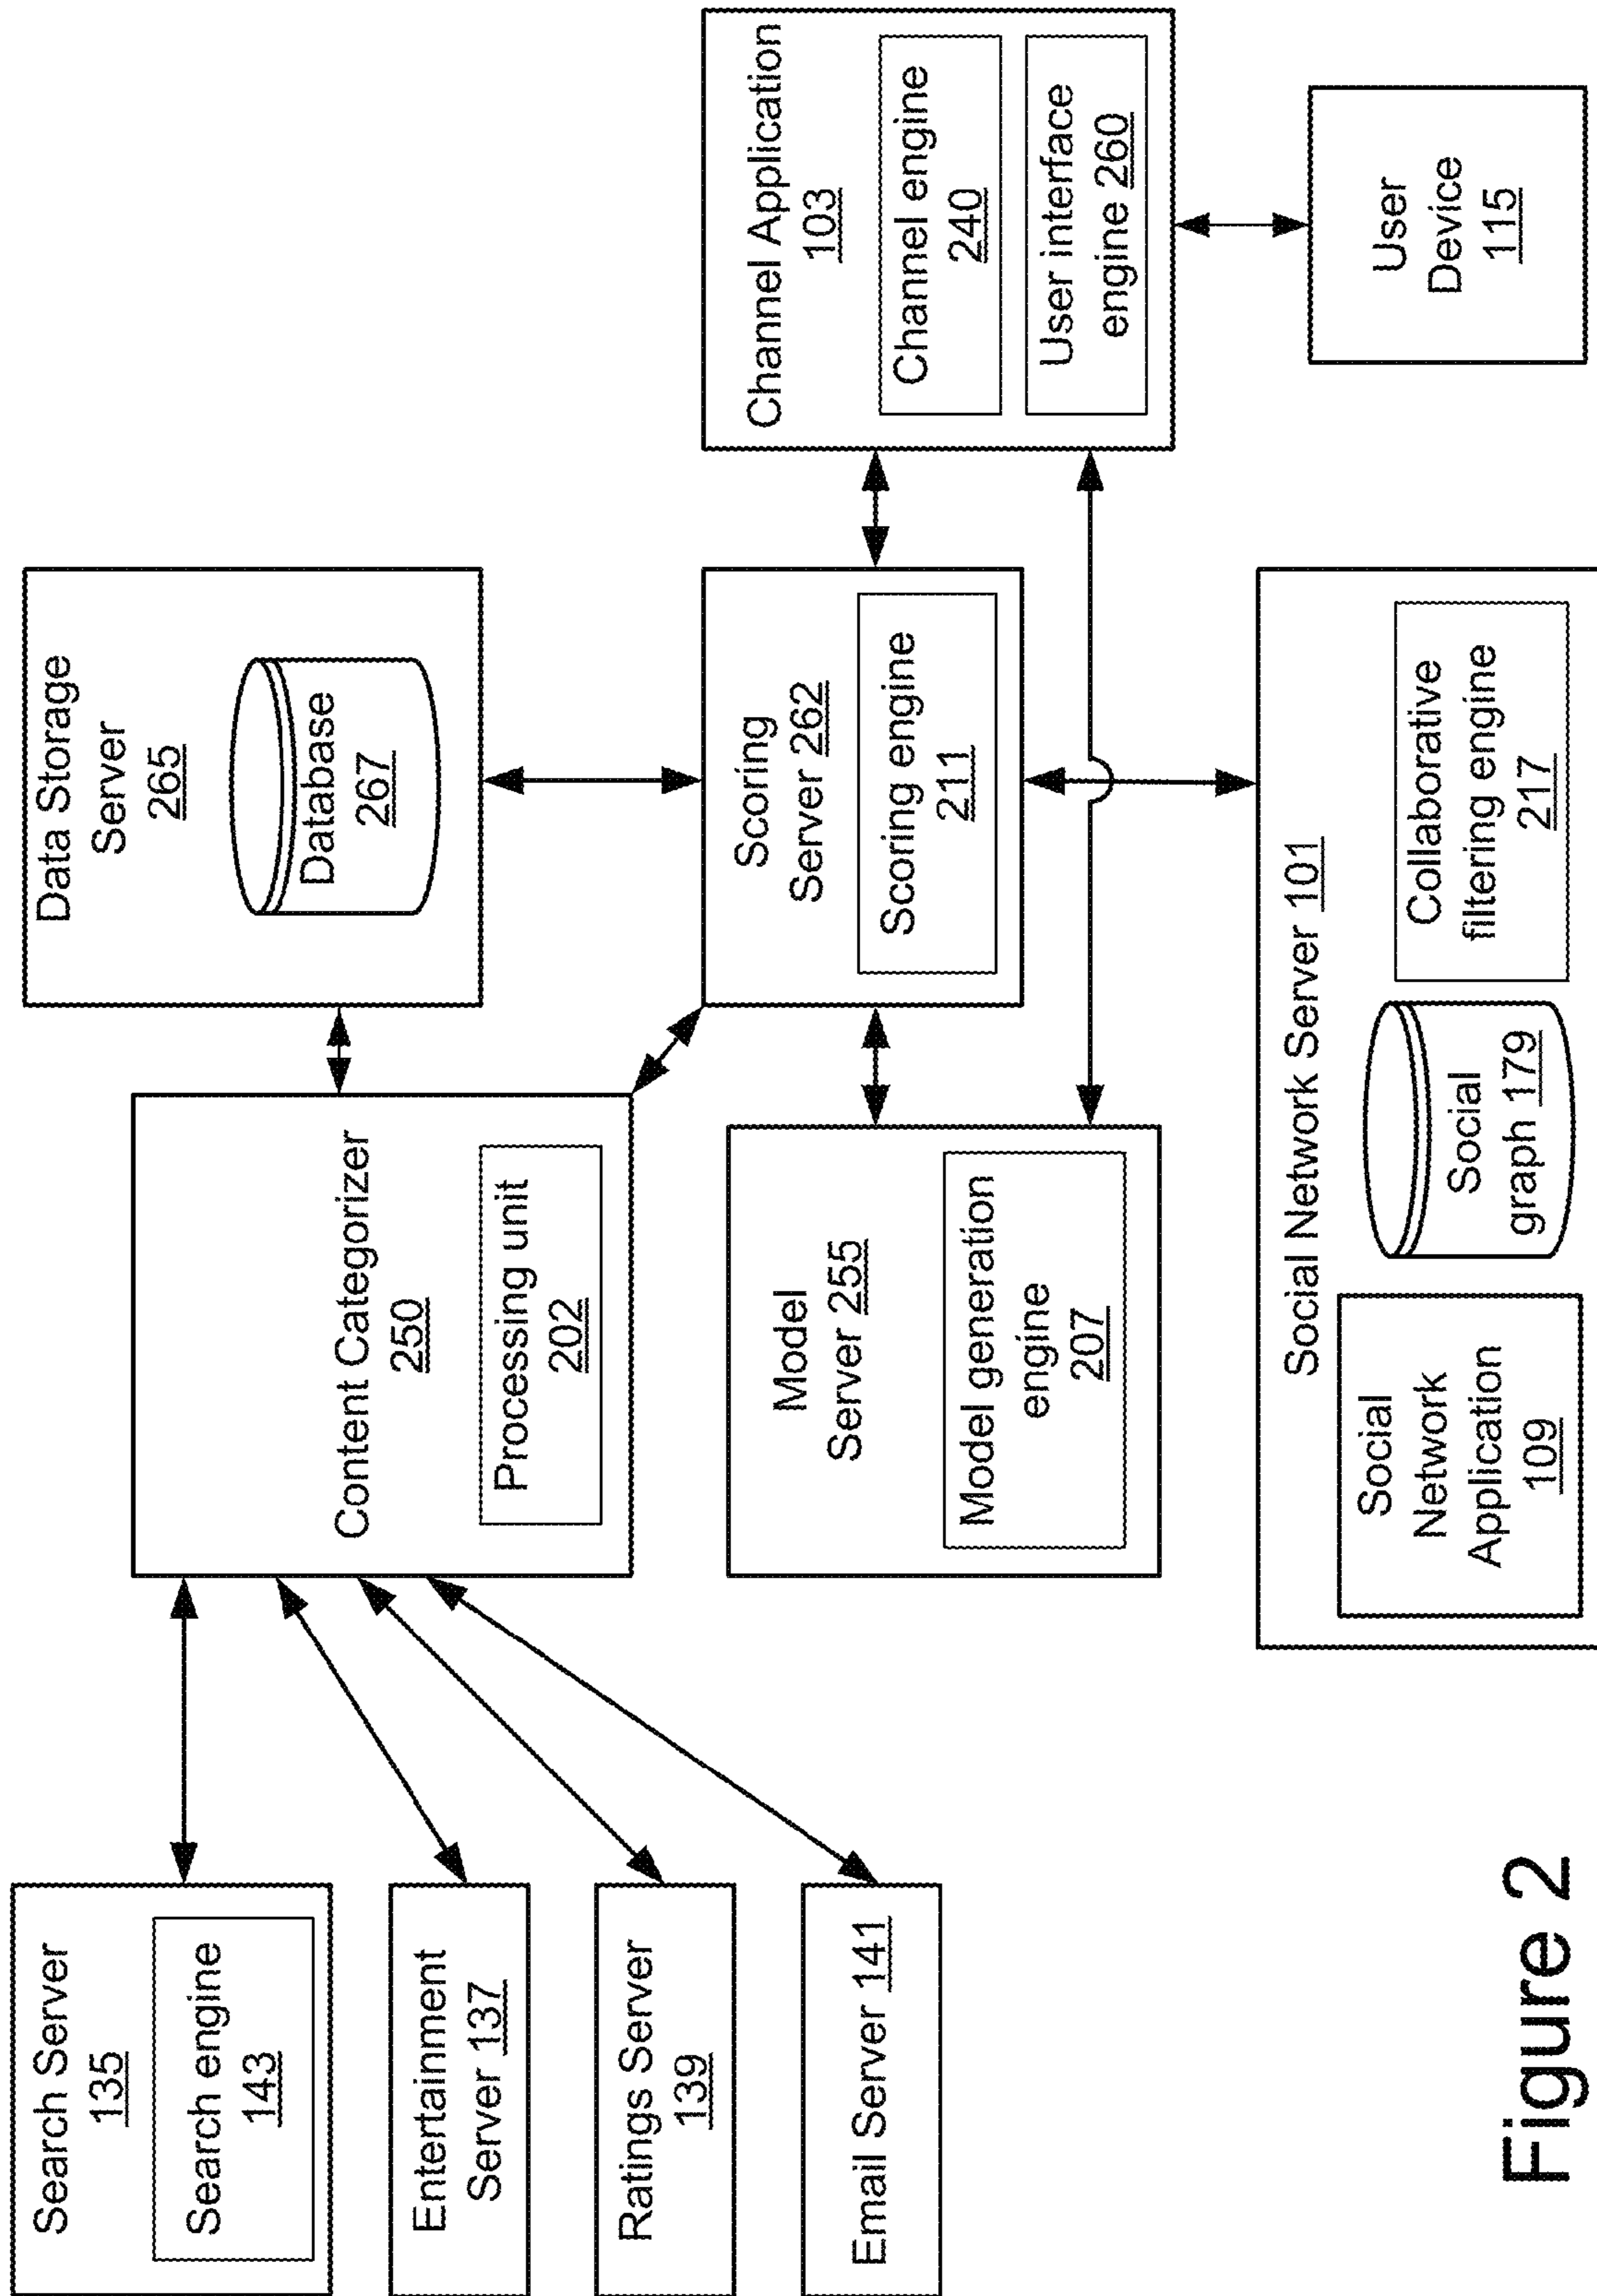 Search Server
135
Search engine
143
Entertainment
Server 137
Ratings Server
139
Email Server 141
Content Categorizer
250
Processing unit
202
Data Storage
Server
265
Database
267
Model
Server 255
Model generation
engine
207
Scoring
Server 262
Scoring engine
211
Channel Application
103
Channel engine
240
User interface
engine 260
User
Device
115
Social Network Server 101
Social
Network
Application
109
Social
graph 179
Collaborative
filtering engine
217
Figure 2